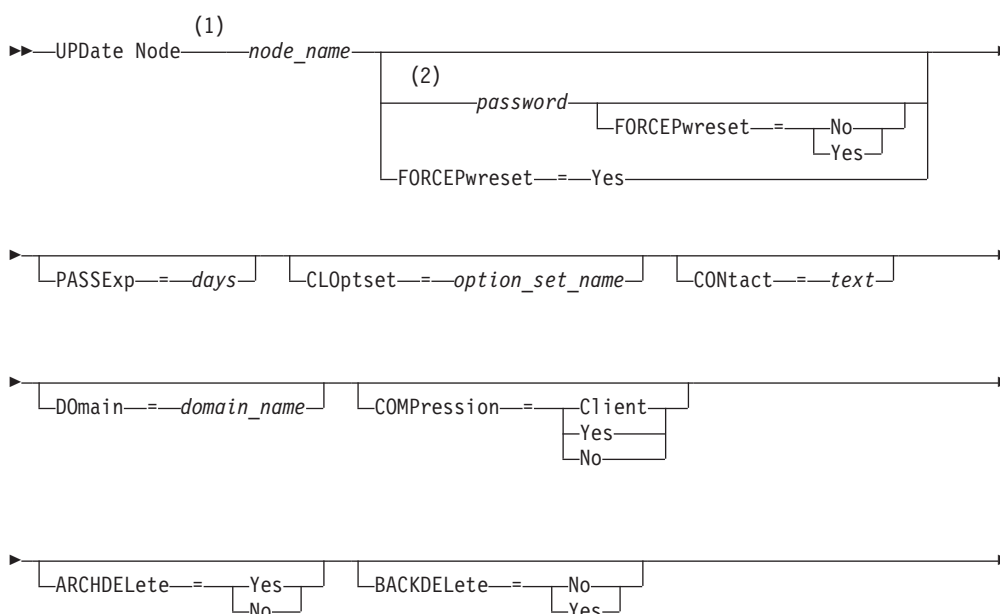 (1)
UPDate Node node_name
(2)
password
FORCEPwreset = No
Yes
FORCEPwreset = Yes
PASSExp = days CLOptset = option_set_name CONtact = text
DOmain = domain_name COMPression = Client
Yes
No
ARCHDELete = Yes BACKDELete = No
No Yes